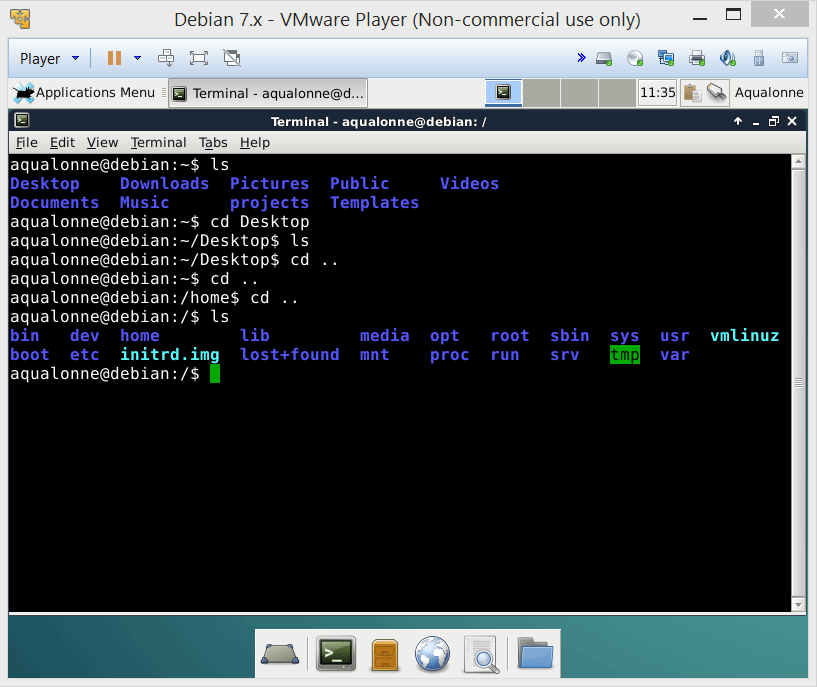 Debian 7.x - VMware Player (Non-commercial use only)
Player
Applications Menu Terminal - aqualonne@d... 11:35 Aqualonne
Terminal - aqualonne@debian: /
File Edit View Terminal Tabs Help
aqualonne@debian:~$ ls
Desktop Downloads Pictures Public Videos
Documents Music projects Templates
aqualonne@debian:~$ cd Desktop
aqualonne@debian:~/Desktop$ ls
aqualonne@debian:~/Desktop$ cd ..
aqualonne@debian:~$ cd ..
aqualonne@debian:/home$ cd ..
aqualonne@debian:/$ ls
bin dev home lib media opt root sbin sys usr vmlinuz
boot etc initrd.img lost+found mnt proc run srv tmp var
aqualonne@debian:/$